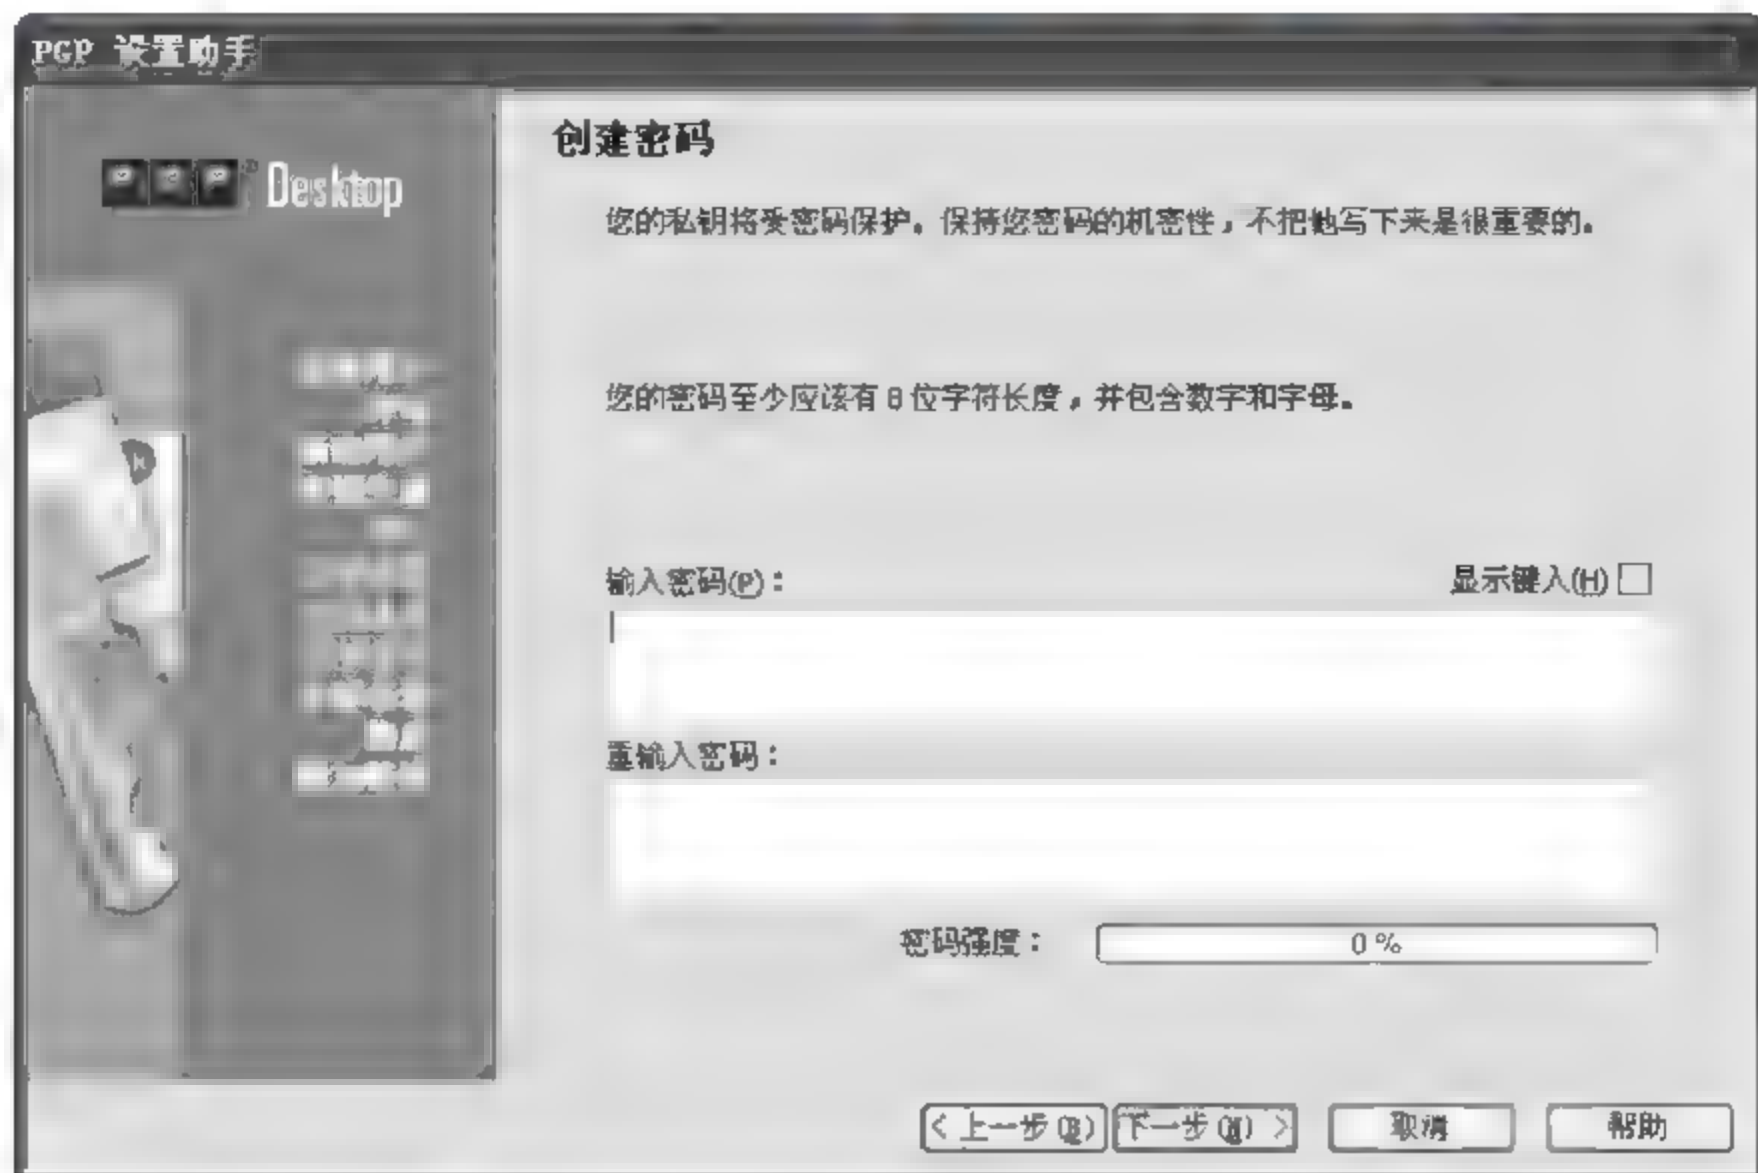 PGP 设置助手
Desktop
创建密码
您的私钥将受密码保护。保持您密码的机密性，不把他写下来是很重要的。
您的密码至少应该有 8 位字符长度，并包含数字和字母。
输入密码(P)：
显示键入(H)
重输入密码：
密码强度：
0 %
< 上一步(B)
下一步(N) >
取消
帮助